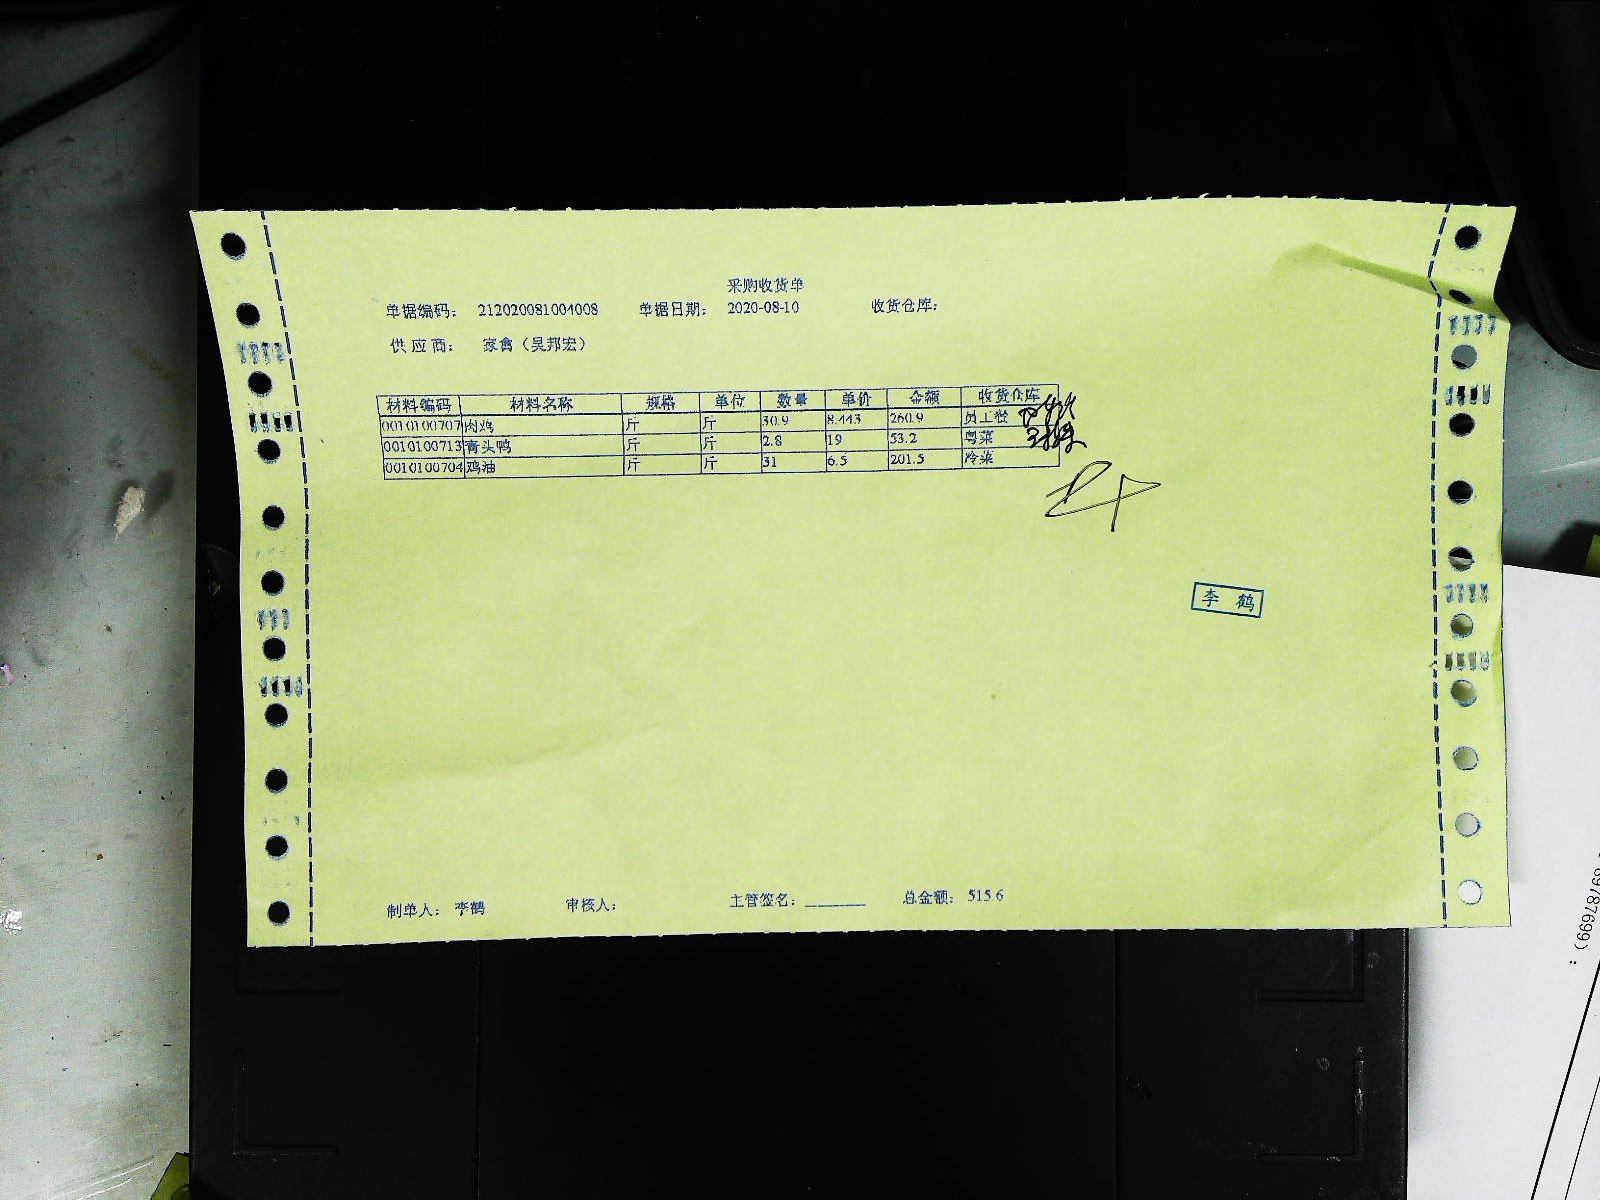 采购收货单
单据编码： 212020081004008 单据日期： 2020-08-10 收货仓库：
供 应 商： 家禽（吴邦宏）
材料编码 材料名称 规格 单位 数量 单价 金额 收货仓库
0010100707 肉鸡 斤 斤 30.9 8.443 260.9 员工餐
0010100713 青头鸭 斤 斤 2.8 19 53.2 粤菜
0010100704 鸡油 斤 斤 31 6.5 201.5 冷菜
李 鹤
制单人： 李鹤 审核人： 主管签名： 总金额： 515.6
69787699）：